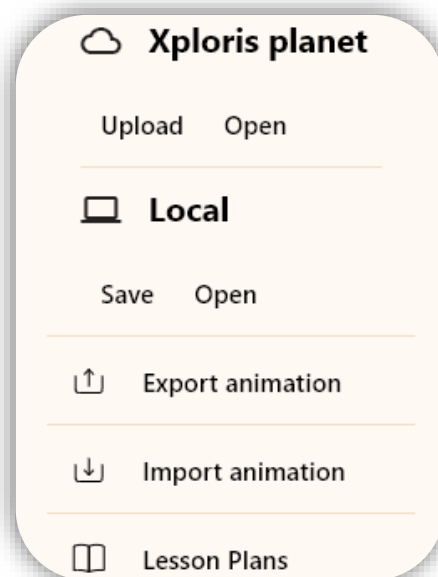 Xploris planet
Upload Open
Local
Save Open
Export animation
Import animation
Lesson Plans